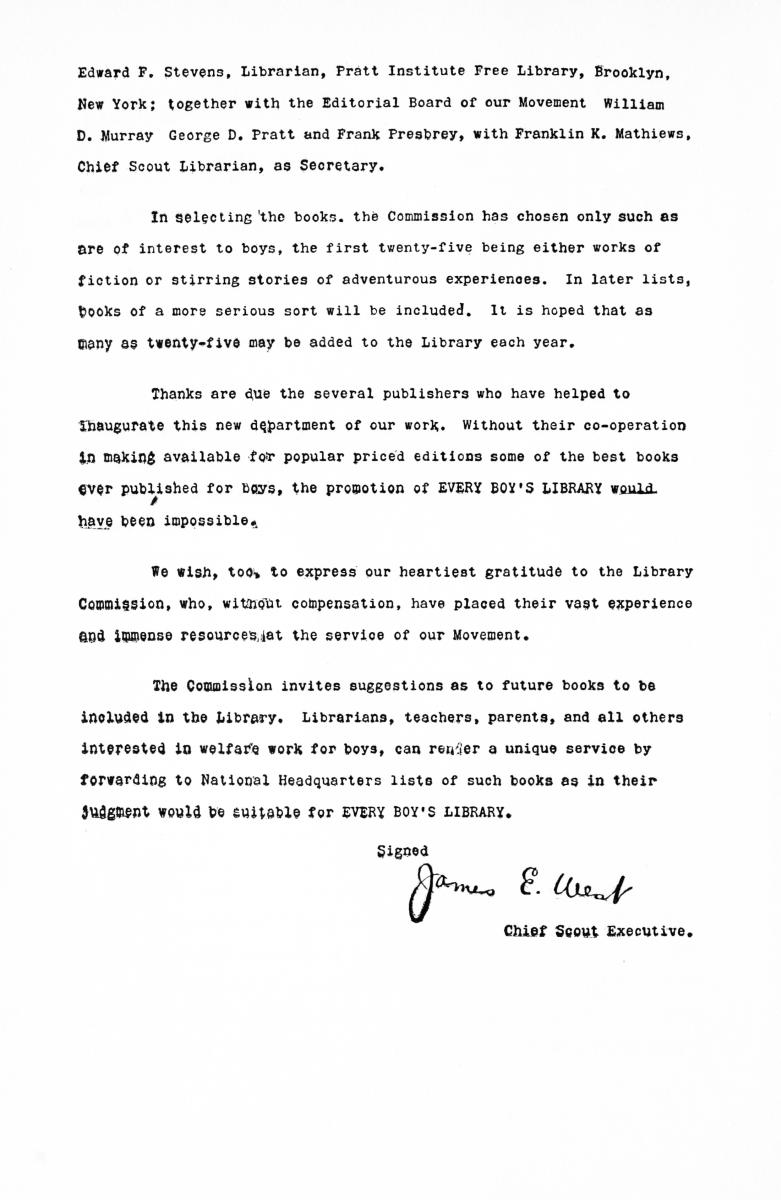 Edward F. Stevens, Librarian, Pratt Institute Free Library, Brooklyn,
New York; together with the Editorial Board of our Movement William
D. Murray George D. Pratt and Frank Presbrey, with Franklin K. Mathiews,
Chief Scout Librarian, as Secretary.
In selecting the books. the Commission has chosen only such as
are of interest to boys, the first twenty-five being either works of
fiction or stirring stories of adventurous experiences. In later lists,
books of a more serious sort will be included. It is hoped that as
many as twenty-five may be added to the Library each year.
Thanks are due the several publishers who have helped to
inaugurate this new department of our work. Without their co-operation
in making available for popular priced editions some of the best books
ever published for boys, the promotion of EVERY BOY'S LIBRARY would
have been impossible.
We wish, too, to express our heartiest gratitude to the Library
Commission, who, without compensation, have placed their vast experience
and immense resources at the service of our Movement.
The Commission invites suggestions as to future books to be
included in the Library. Librarians, teachers, parents, and all others
interested in welfare work for boys, can render a unique service by
forwarding to National Headquarters lists of such books as in their
judgment would be suitable for EVERY BOY'S LIBRARY.
Signed
James E. West
Chief Scout Executive.